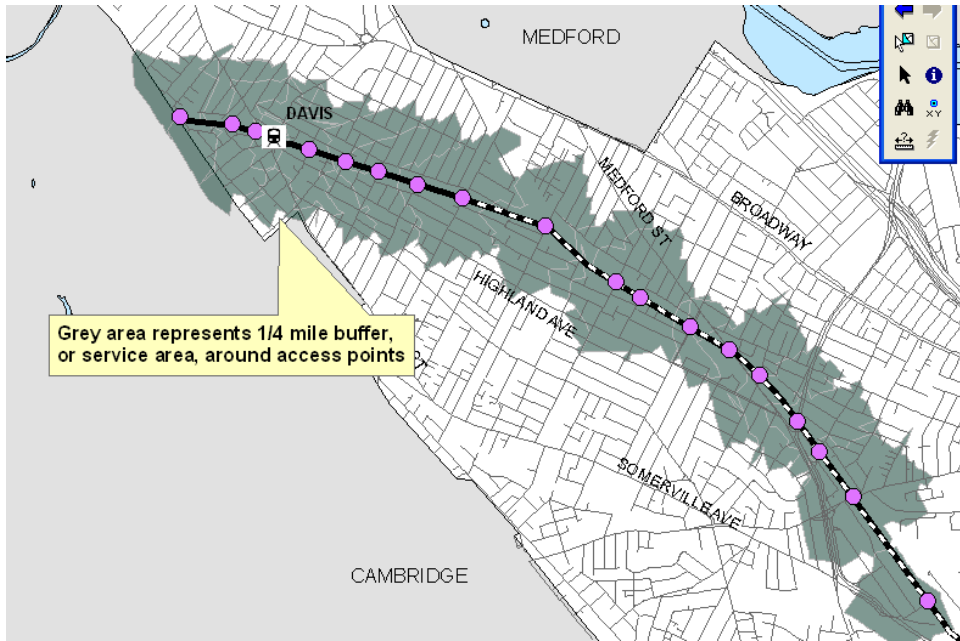 MEDFORD
DAVIS
XY
MEDFORD ST
BROADWAY
HIGHLAND AVE
Grey area represents 1/4 mile buffer,
or service area, around access points
SOMERVILLE AVE
CAMBRIDGE